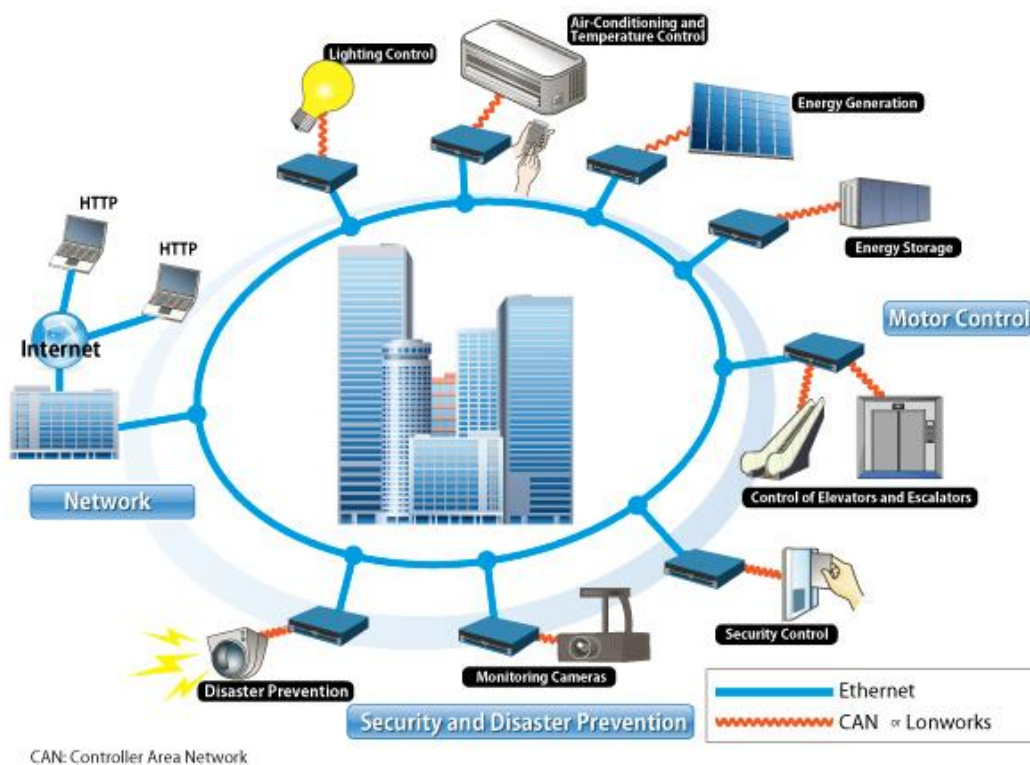 Lighting Control
Air-Conditioning and
Temperature Control
Energy Generation
HTTP
HTTP
Energy Storage
Internet
Motor Control
Control of Elevators and Escalators
Network
Security Control
Disaster Prevention
Monitoring Cameras
Security and Disaster Prevention
Ethernet
CAN or Lonworks
CAN: Controller Area Network